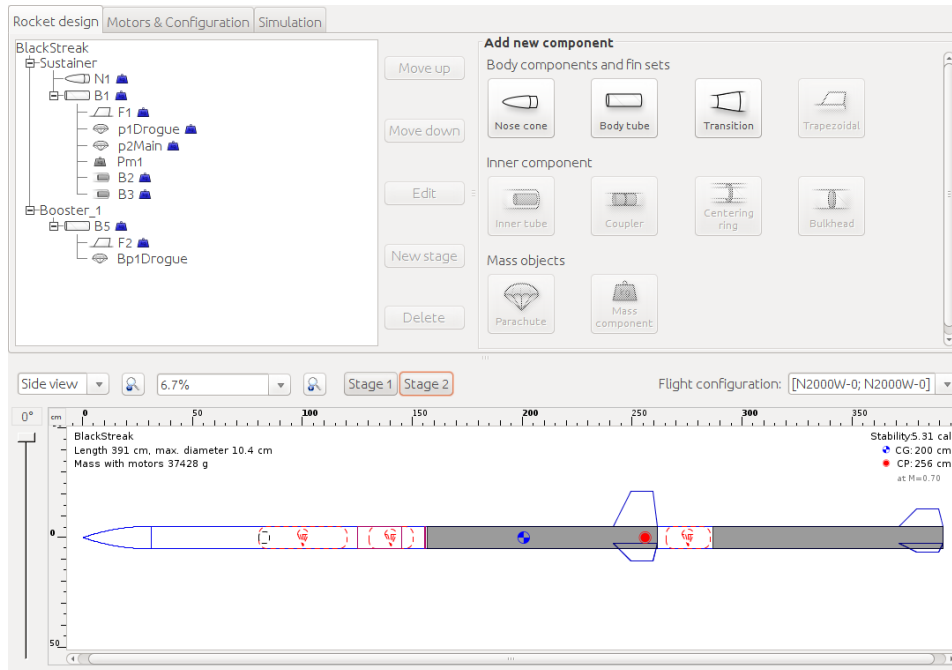 Rocket design Motors & Configuration Simulation
BlackStreak
Sustainer
N1
B1
F1
p1Drogue
p2Main
Pm1
B2
B3
Booster_1
B5
F2
Bp1Drogue
Move up
Move down
Edit
New stage
Delete
Add new component
Body components and fin sets
Nose cone Body tube Transition Trapezoidal
Inner component
Inner tube Coupler Centering ring Bulkhead
Mass objects
Parachute Mass component
Side view 6.7% Stage 1 Stage 2 Flight configuration: [N2000W-0; N2000W-0]
0° cm 0 50 100 150 200 250 300 350
BlackStreak
Length 391 cm, max. diameter 10.4 cm
Mass with motors 37428 g
Stability:5.31 cal
CG:200 cm
CP:256 cm
at M=0.70
0
50